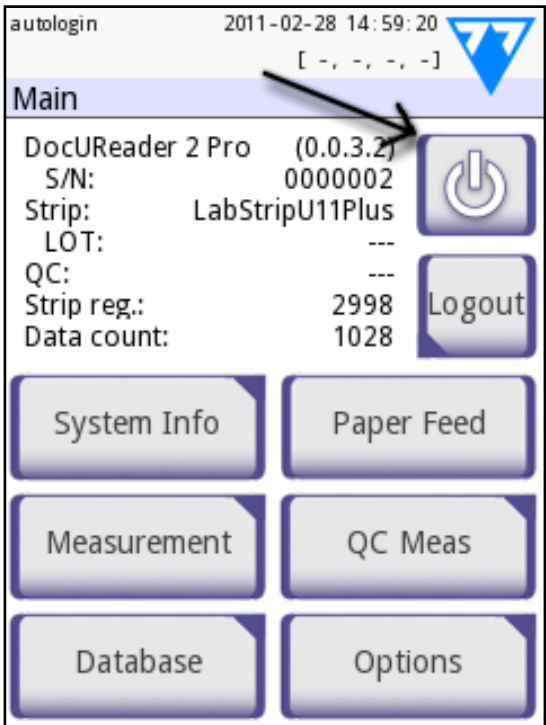 autologin 2011-02-28 14:59:20
[ -, -, -, -]
Main
DocUReader 2 Pro (0.0.3.2)
S/N: 0000002
Strip: LabStripU11Plus
LOT: ---
QC: ---
Strip reg.: 2998
Data count: 1028
Logout
System Info Paper Feed
Measurement QC Meas
Database Options